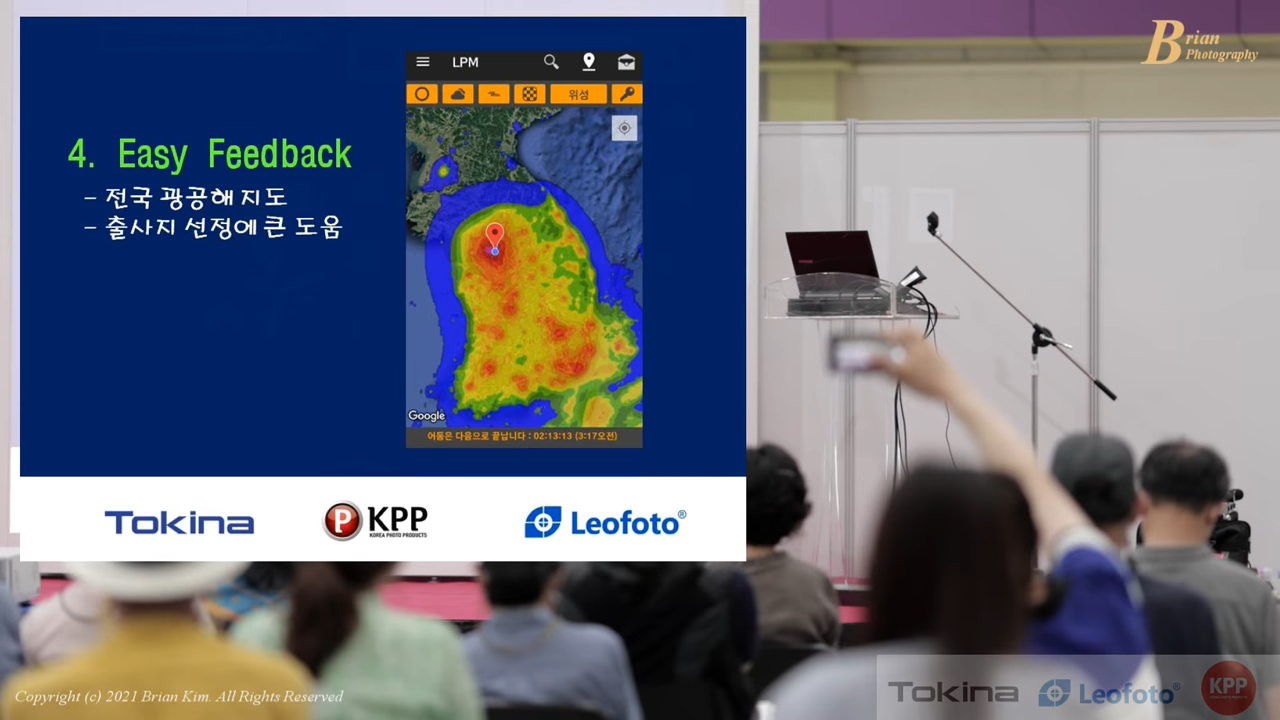 Brian
Photography
LPM
위성
4. Easy Feedback
- 전국 광공해 지도
- 출사지 선정에 큰 도움
Google
어둠은 다음으로 끝납니다 : 02:13:13 (3:17오전)
Tokina
P KPP
KOREA PHOTO PRODUCTS
Leofoto®
Copyright (c) 2021 Brian Kim. All Rights Reserved
Tokina
Leofoto®
KPP